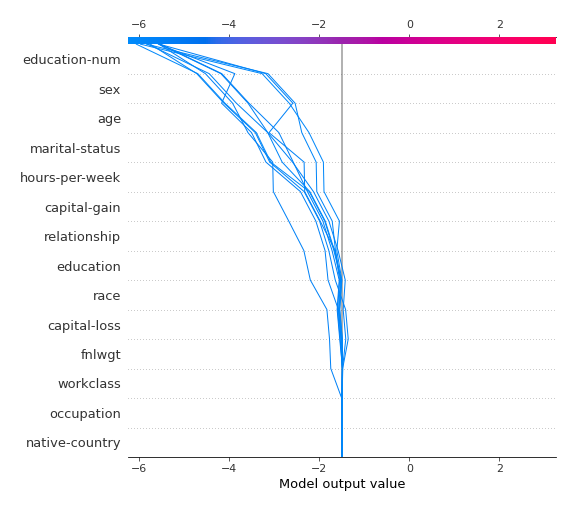 −6 −4 −2 0 2
education-num
sex
age
marital-status
hours-per-week
capital-gain
relationship
education
race
capital-loss
fnlwgt
workclass
occupation
native-country
−6 −4 −2 0 2
Model output value